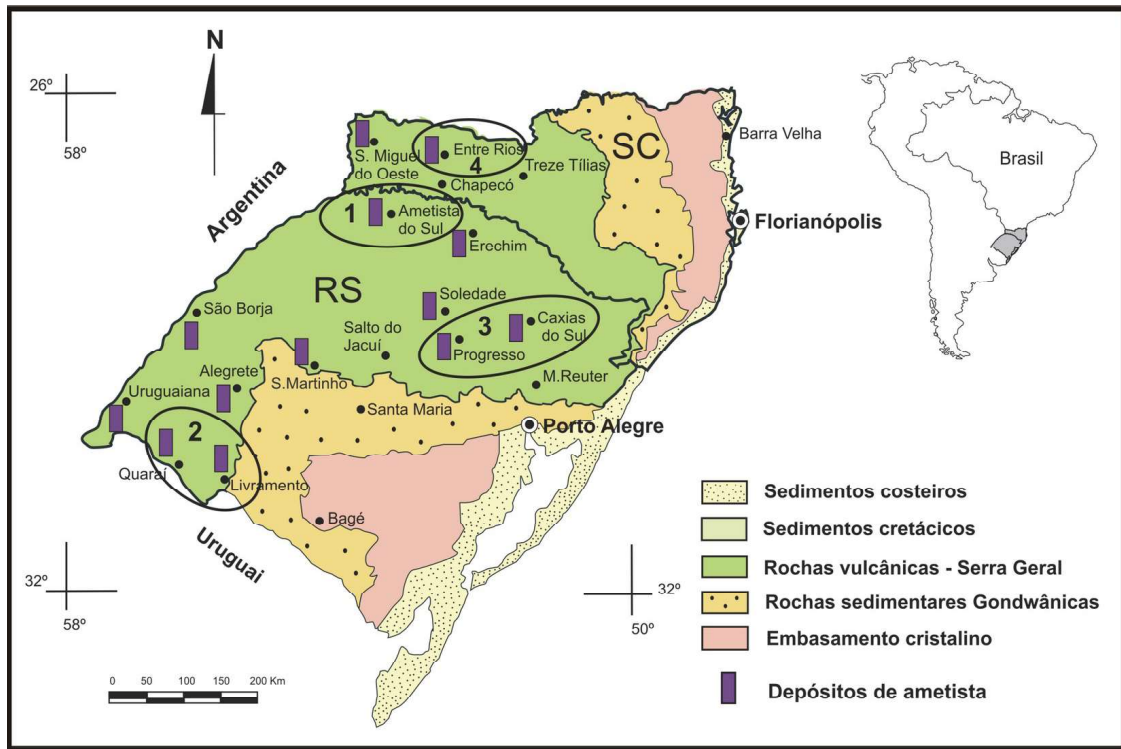 N
26º
58º
Argentina
S. Miguel
do Oeste
Entre Rios
4
Chapecó
Treze Tílias
SC
Barra Velha
Brasil
Florianópolis
1
Ametista
do Sul
Erechim
RS
São Borja
Soledade
3
Caxias
do Sul
Salto do
Jacuí
Progresso
S.Martinho
M.Reuter
Alegrete
Uruguaiana
Santa Maria
Porto Alegre
2
Quaraí
Livramento
Bagé
Uruguai
32º
58º
32º
50º
0 50 100 150 200 Km
Sedimentos costeiros
Sedimentos cretácicos
Rochas vulcânicas - Serra Geral
Rochas sedimentares Gondwânicas
Embasamento cristalino
Depósitos de ametista